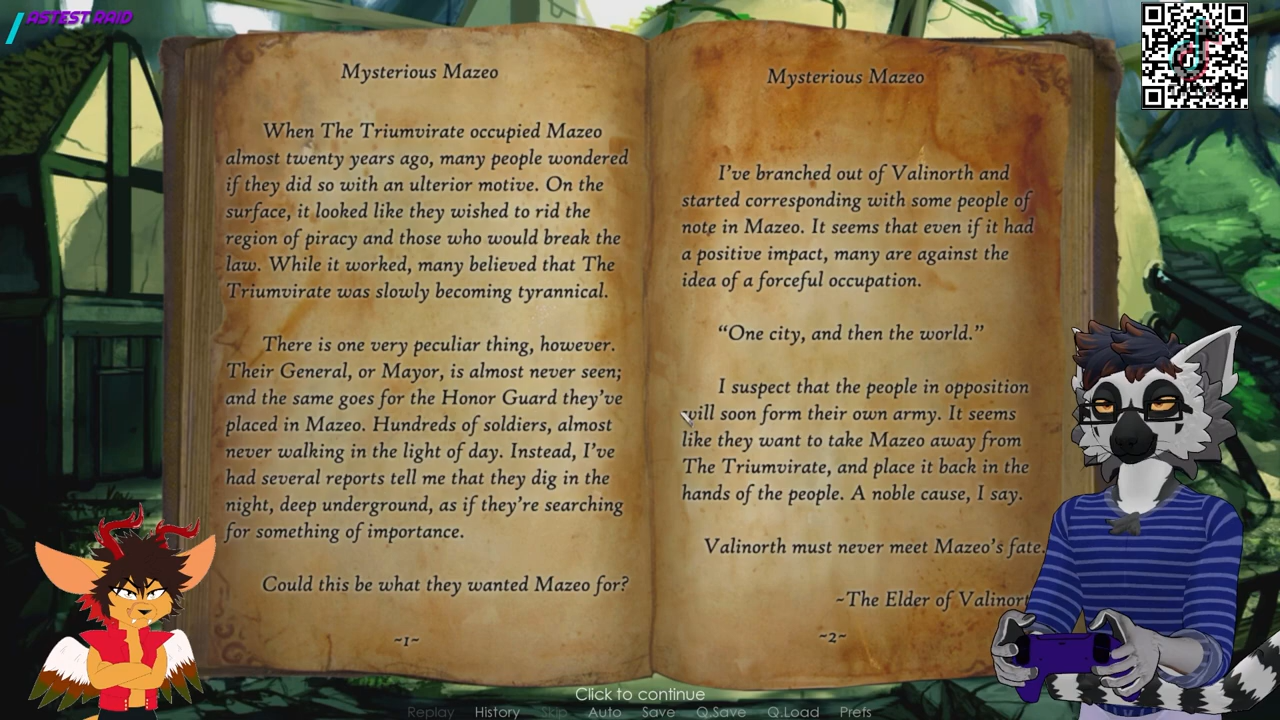 ASTEST RAID
Mysterious Mazeo
When The Triumvirate occupied Mazeo
almost twenty years ago, many people wondered
if they did so with an ulterior motive. On the
surface, it looked like they wished to rid the
region of piracy and those who would break the
law. While it worked, many believed that The
Triumvirate was slowly becoming tyrannical.
There is one very peculiar thing, however.
Their General, or Mayor, is almost never seen;
and the same goes for the Honor Guard they've
placed in Mazeo. Hundreds of soldiers, almost
never walking in the light of day. Instead, I've
had several reports tell me that they dig in the
night, deep underground, as if they're searching
for something of importance.
Could this be what they wanted Mazeo for?
~1~
Mysterious Mazeo
I've branched out of Valinorth and
started corresponding with some people of
note in Mazeo. It seems that even if it had
a positive impact, many are against the
idea of a forceful occupation.
“One city, and then the world.”
I suspect that the people in opposition
will soon form their own army. It seems
like they want to take Mazeo away from
The Triumvirate, and place it back in the
hands of the people. A noble cause, I say.
Valinorth must never meet Mazeo's fate.
~The Elder of Valinort
~2~
Click to continue
Replay History Skip Auto Save Q.Save Q.Load Prefs